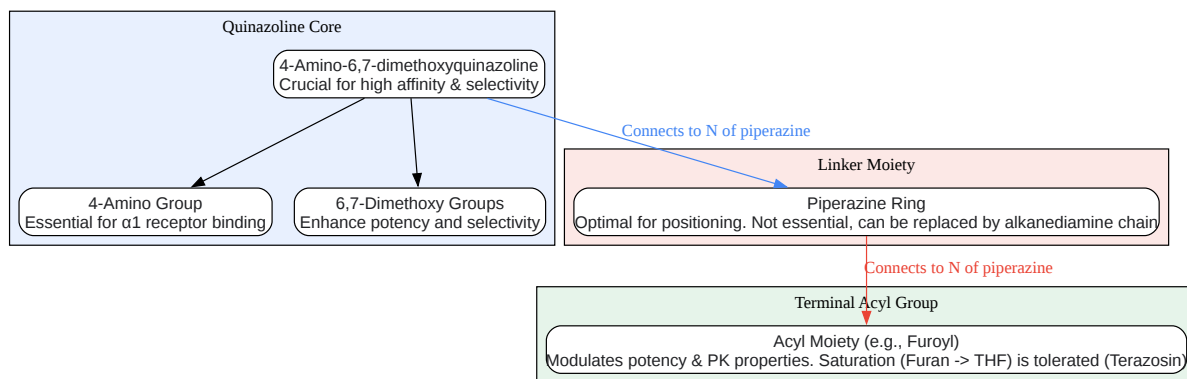 Quinazoline Core
4-Amino-6,7-dimethoxyquinazoline
Crucial for high affinity & selectivity
Connects to N of piperazine
Linker Moiety
4-Amino Group
Essential for α1 receptor binding
6,7-Dimethoxy Groups
Enhance potency and selectivity
Piperazine Ring
Optimal for positioning. Not essential, can be replaced by alkanediamine chain
Connects to N of piperazine
Terminal Acyl Group
Acyl Moiety (e.g., Furoyl)
Modulates potency & PK properties. Saturation (Furan -> THF) is tolerated (Terazosin)